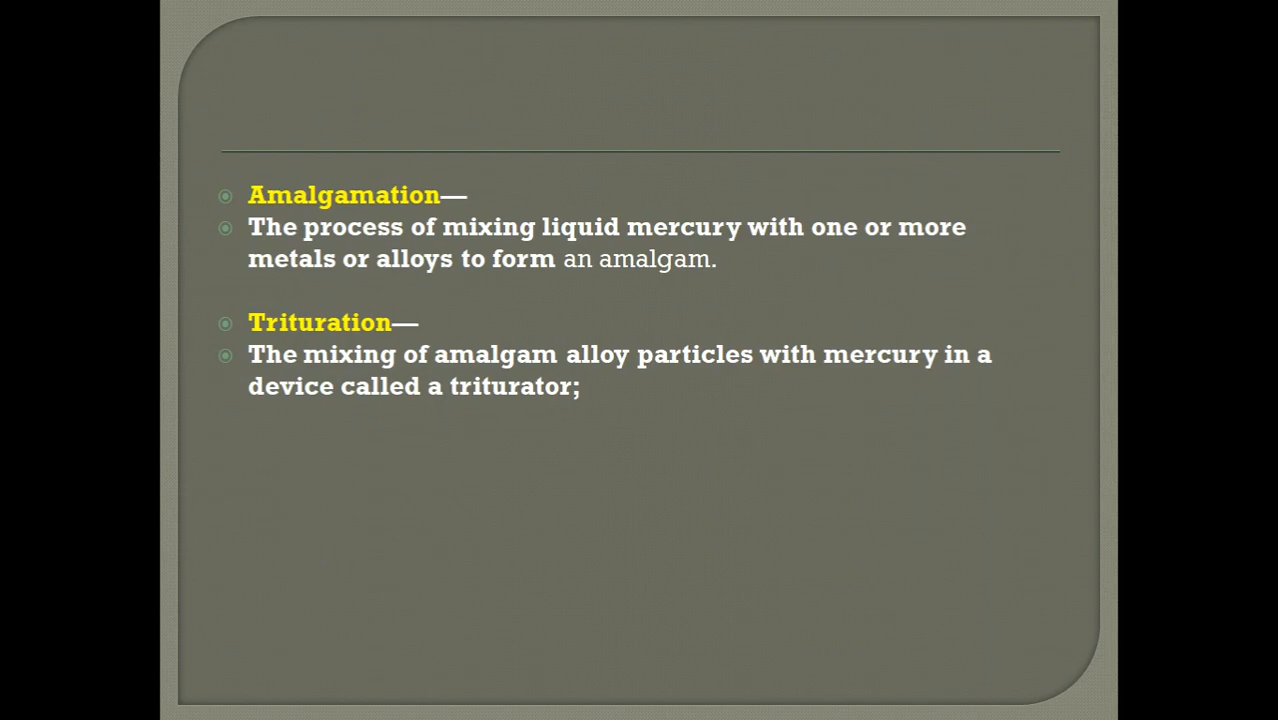 Amalgamation—
The process of mixing liquid mercury with one or more
metals or alloys to form an amalgam.
Trituration—
The mixing of amalgam alloy particles with mercury in a
device called a triturator;